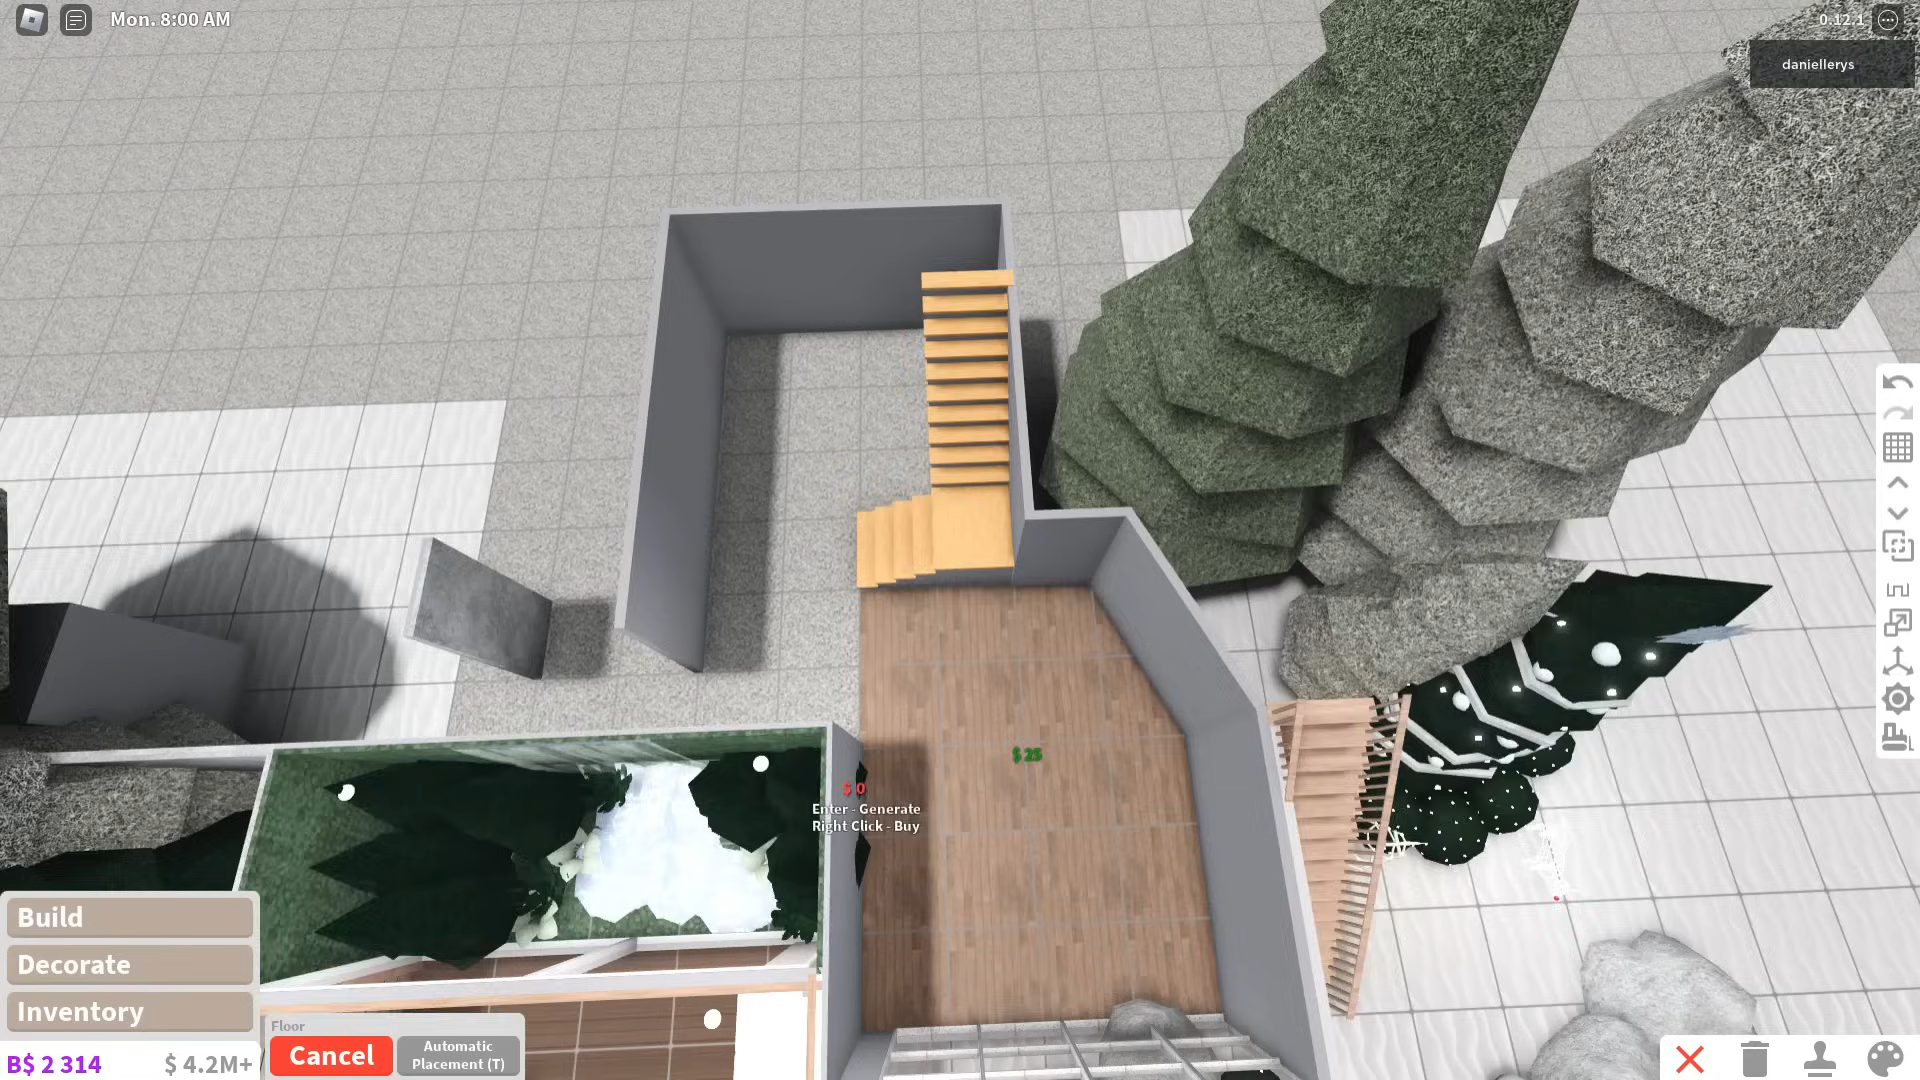 Mon. 8:00 AM
0.12.1
daniellerys
$ 25
$ 0
Enter - Generate
Right Click - Buy
Build
Decorate
Inventory
B$ 2 314
$ 4.2M+
Floor
Cancel
Automatic
Placement (T)